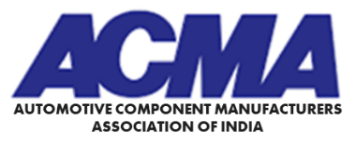 ACMA
AUTOMOTIVE COMPONENT MANUFACTURERS
ASSOCIATION OF INDIA